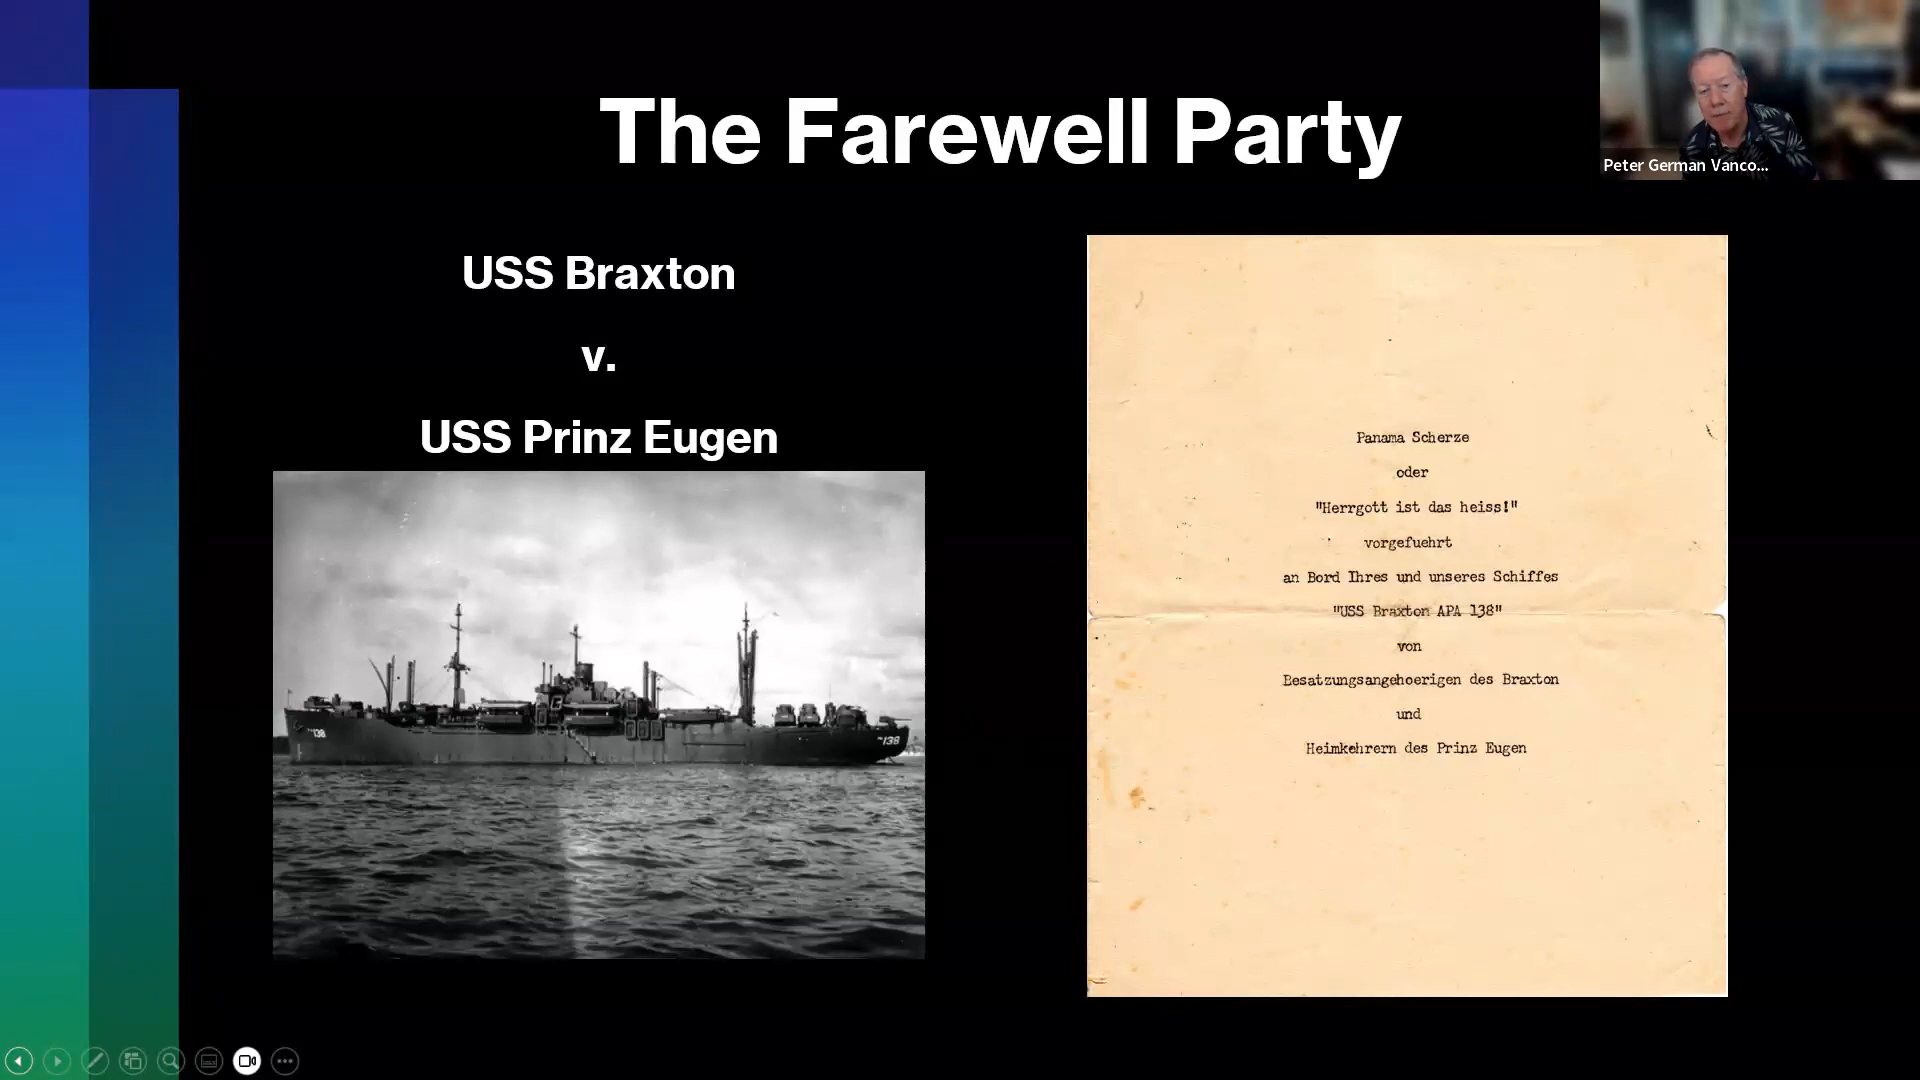 The Farewell Party
Peter German Vanco...
USS Braxton
v.
USS Prinz Eugen
138
138
Panama Scherze
oder
"Herrgott ist das heiss!"
vorgefuehrt
an Bord Ihres und unseres Schiffes
"USS Braxton APA 138"
von
Besatzungsangehoerigen des Braxton
und
Heimkehrern des Prinz Eugen